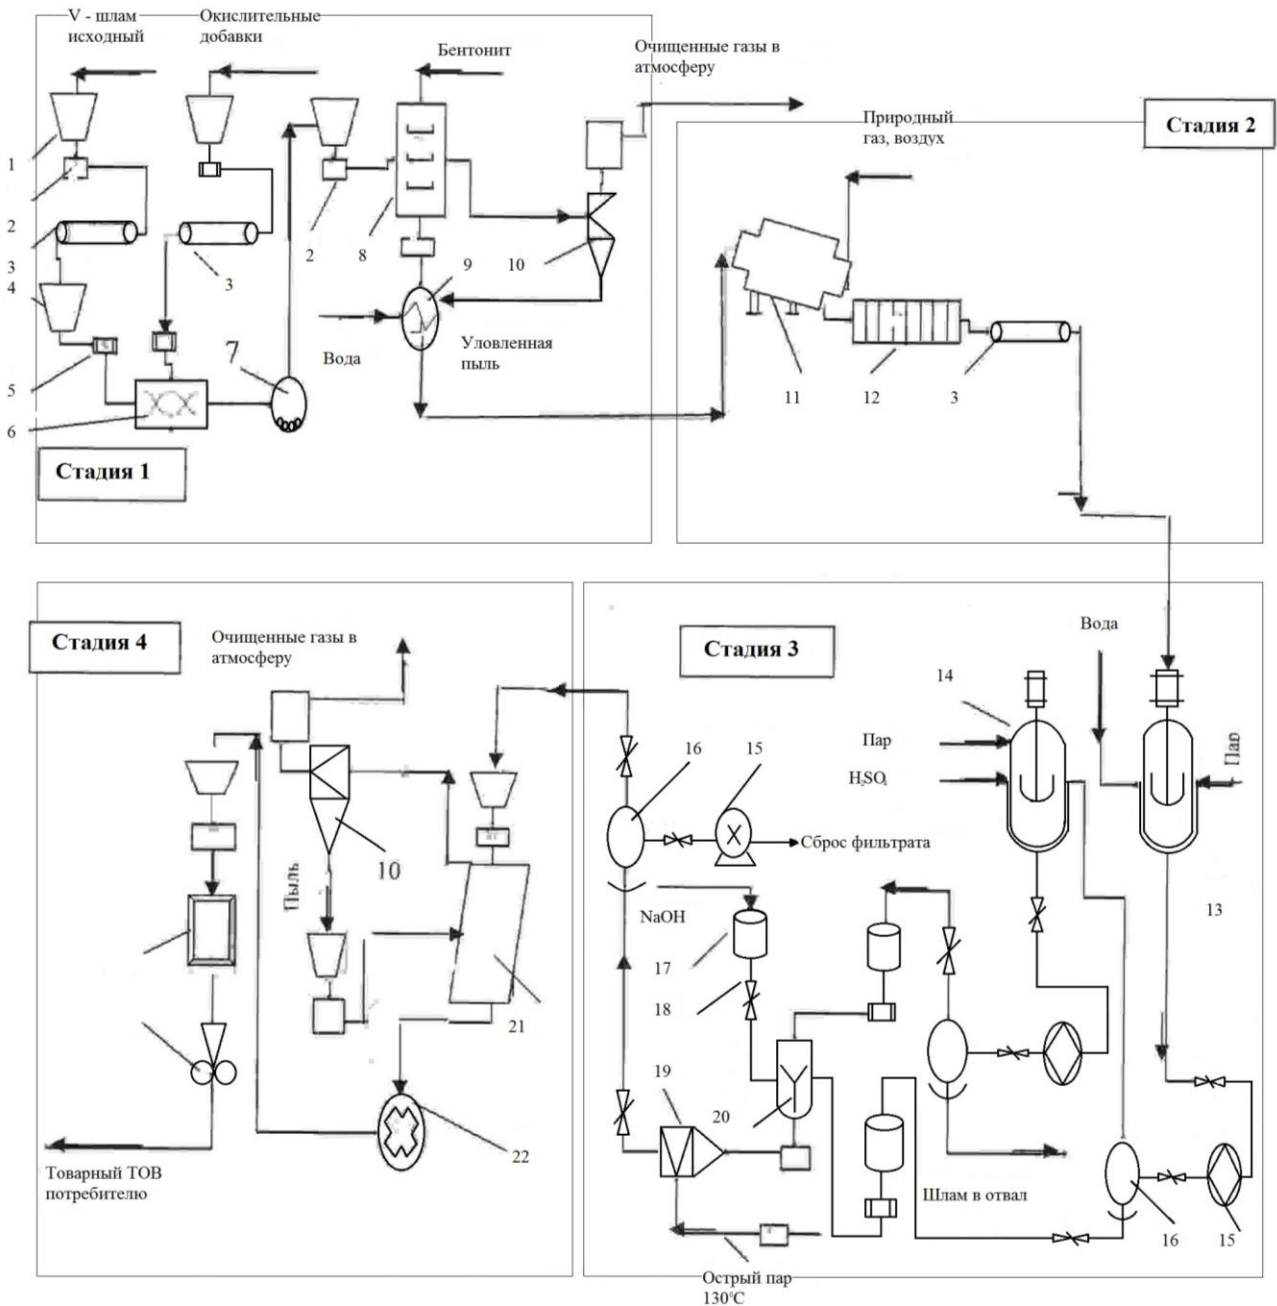 V - шлам
исходный
Окислительные
добавки
Бентонит
Очищенные газы в
атмосферу
Природный
газ, воздух
Стадия 2
1
2
3
4
5
6
3
7
2
8
9
10
Вода
Уловленная
пыль
11
12
3
Стадия 1
Стадия 4
Очищенные газы в
атмосферу
Стадия 3
Вода
14
Пар
H₂SO₄
Пар
16
15
Сброс фильтрата
10
Пыль
NaOH
13
17
18
21
19
20
22
Товарный ТОВ
потребителю
Шлам в отвал
16
15
Острый пар
130°С